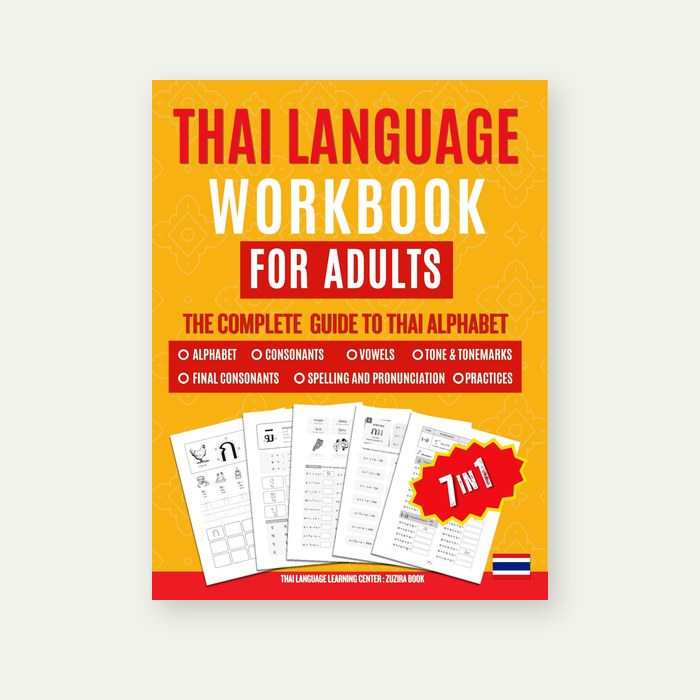 THAI LANGUAGE
WORKBOOK
FOR ADULTS
THE COMPLETE GUIDE TO THAI ALPHABET
ALPHABET CONSONANTS VOWELS TONE & TONEMARKS
FINAL CONSONANTS SPELLING AND PRONUNCIATION PRACTICES
ก
7 IN 1
THAI LANGUAGE LEARNING CENTER : ZUZIRA BOOK